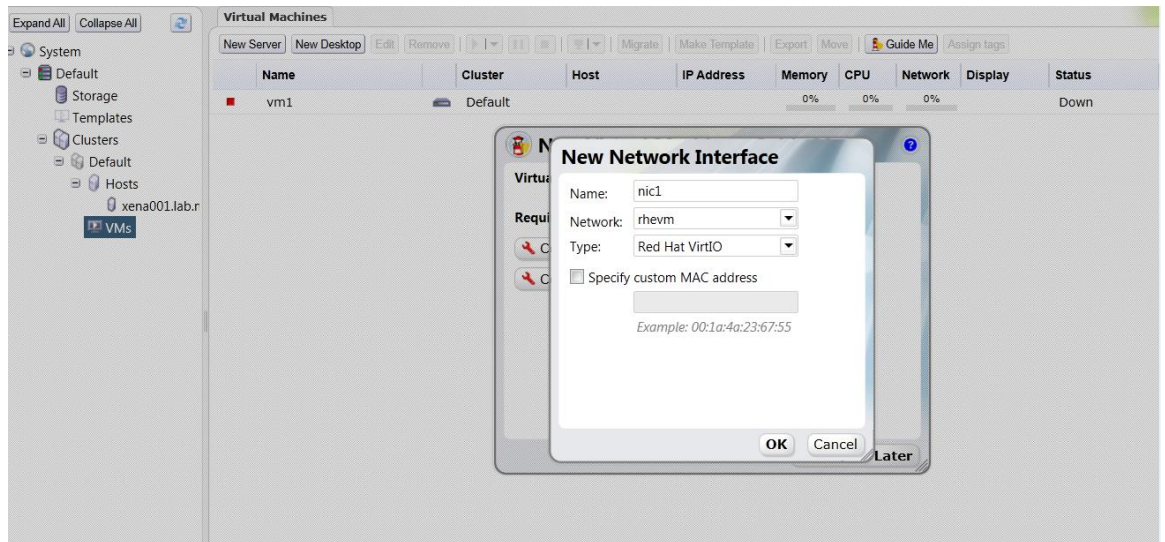 Expand All Collapse All
System
Default
Storage
Templates
Clusters
Default
Hosts
xena001.lab.r
VMs
Virtual Machines
New Server New Desktop Edit Remove Migrate Make Template Export Move Guide Me Assign tags
Name Cluster Host IP Address Memory CPU Network Display Status
vm1 Default 0% 0% 0% Down
N
Virtua
Requi
C
C
New Network Interface
Name: nic1
Network: rhevm
Type: Red Hat VirtIO
Specify custom MAC address
Example: 00:1a:4a:23:67:55
OK Cancel
Later